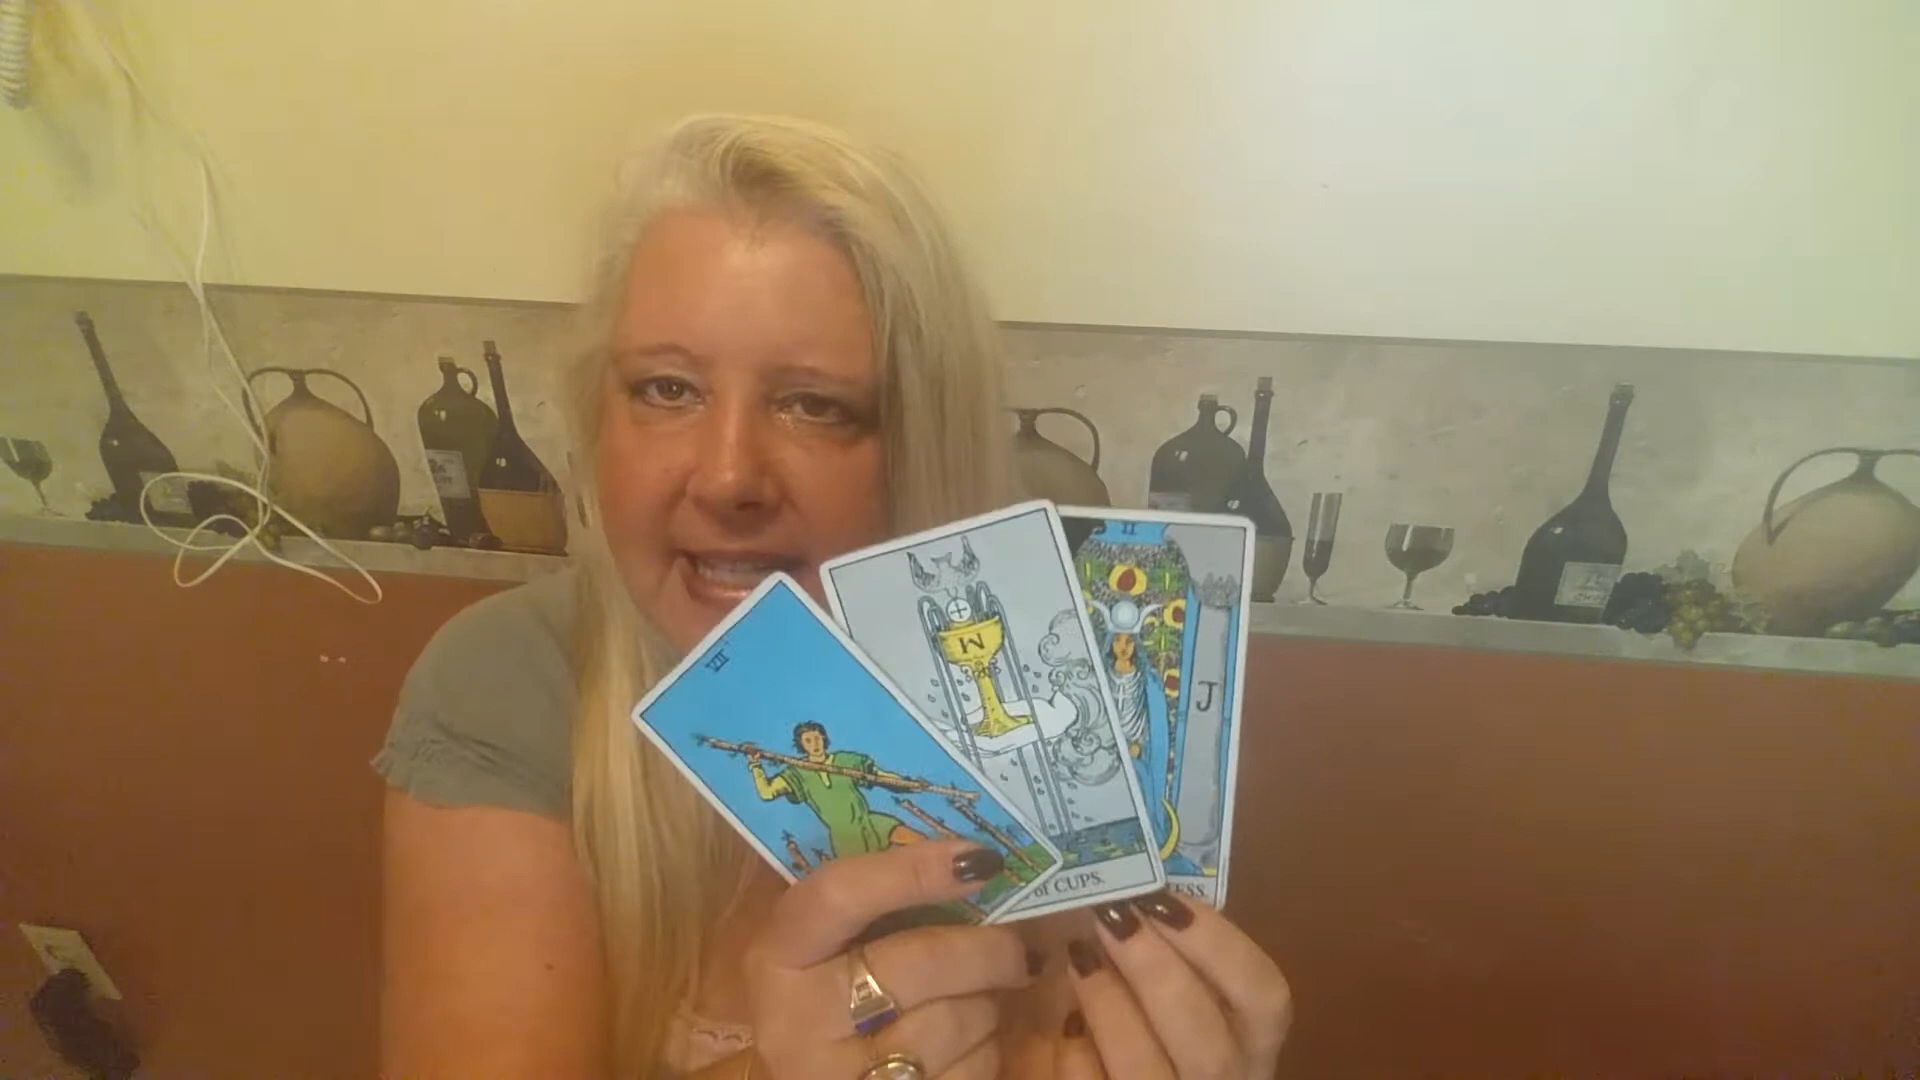 VII
M
of CUPS.
II
J
ESS.